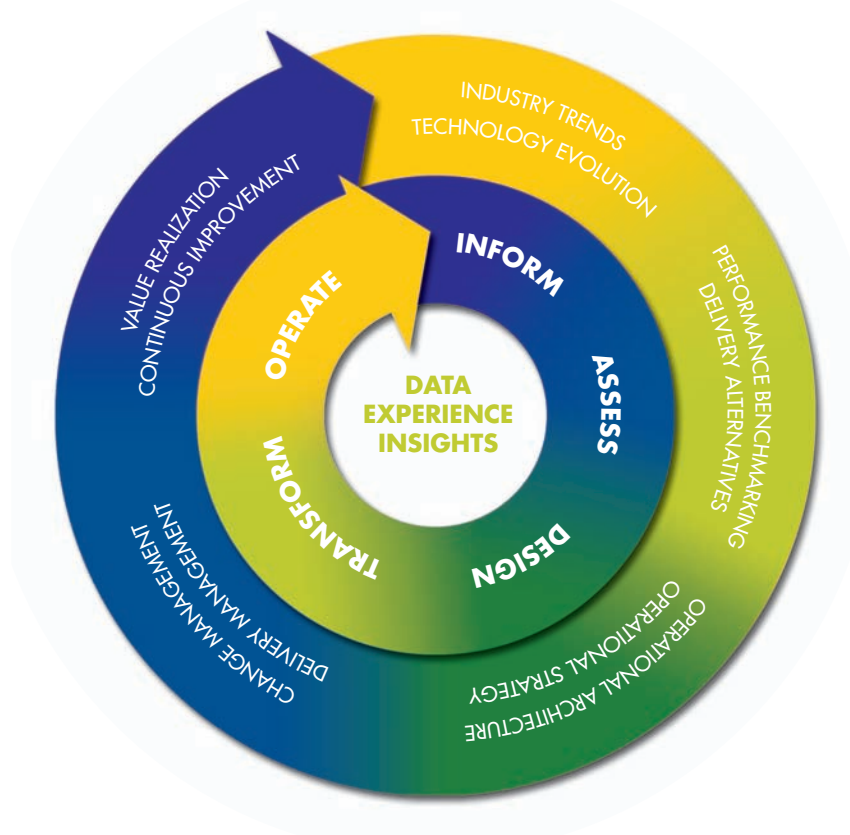 INDUSTRY TRENDS
TECHNOLOGY EVOLUTION
PERFORMANCE BENCHMARKING
DELIVERY ALTERNATIVES
OPERATIONAL ARCHITECTURE
OPERATIONAL STRATEGY
CHANGE MANAGEMENT
DELIVERY MANAGEMENT
VALUE REALIZATION
CONTINUOUS IMPROVEMENT
INFORM
ASSESS
DESIGN
TRANSFORM
OPERATE
DATA
EXPERIENCE
INSIGHTS